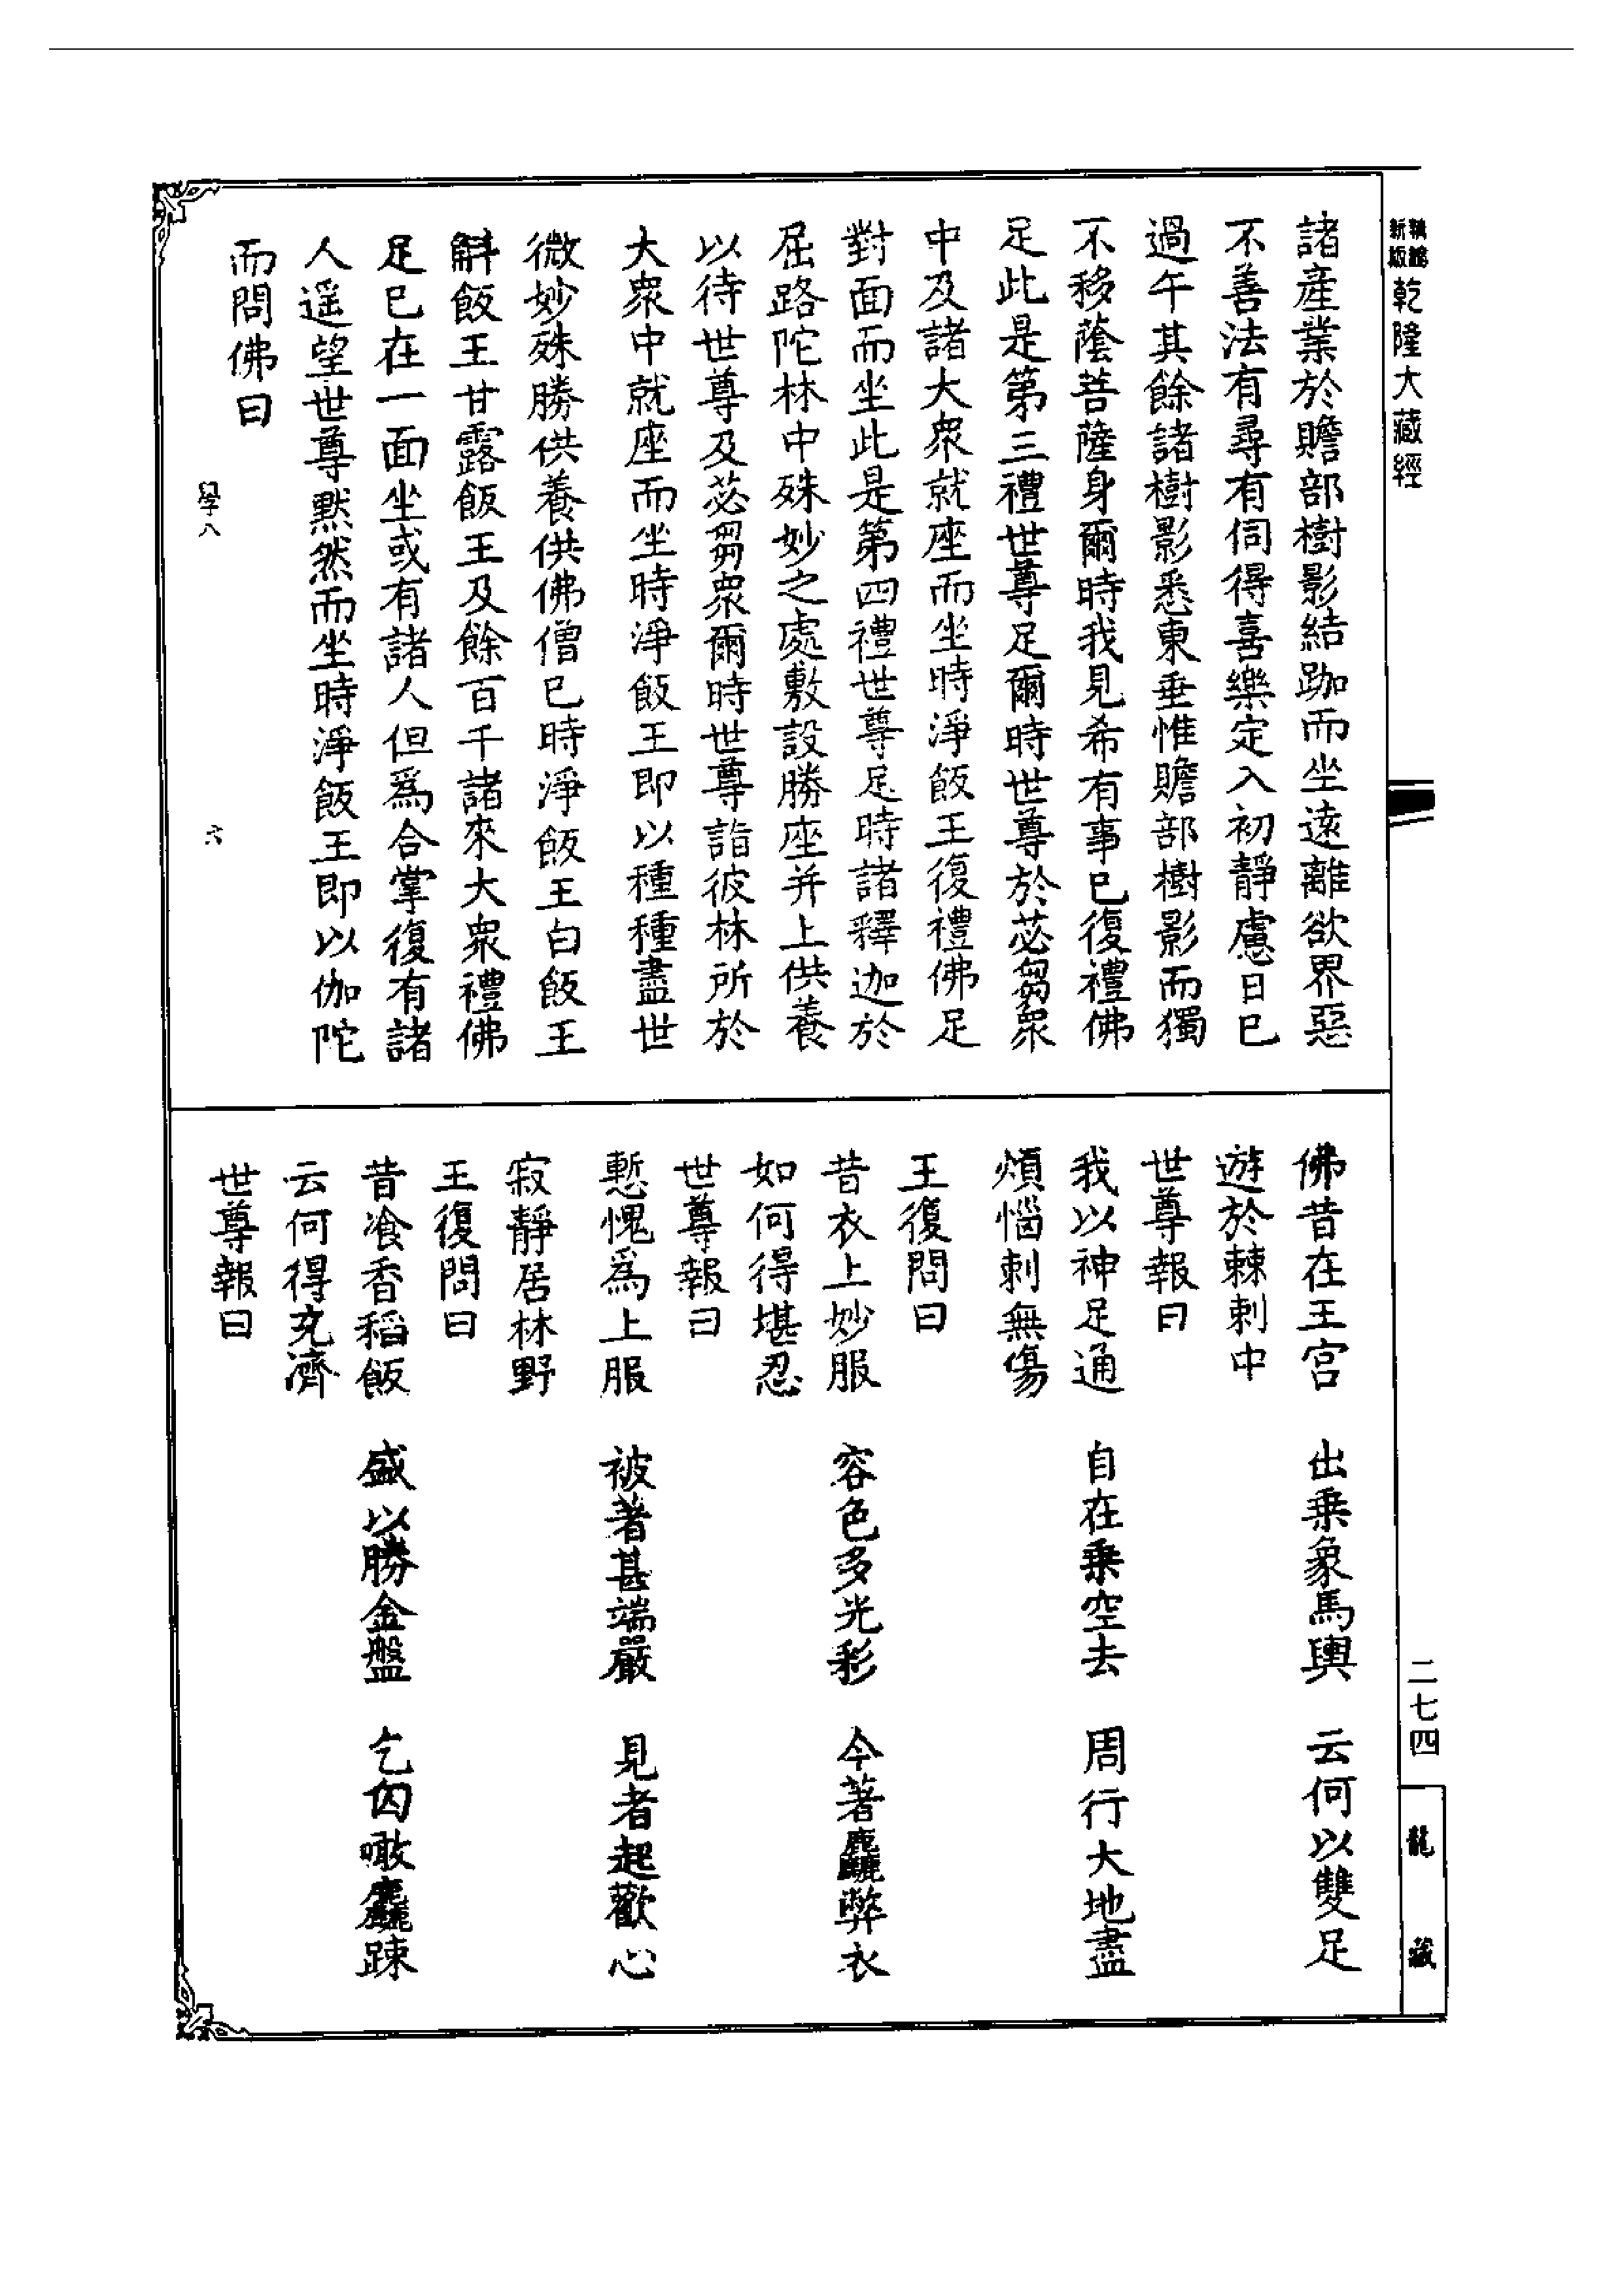 新版
乾隆大藏經
諸產業於贍部樹影結跏而坐遠離欲界惡
不善法有尋有伺得喜樂定入初靜慮日已
過午其餘諸樹影悉東垂惟贍部樹影而獨
不移蔭菩薩身爾時我見希有事已復禮佛
足此是第三禮世尊足爾時世尊於苾芻眾
中及諸大眾就座而坐時淨飯王復禮佛足
對面而坐此是第四禮世尊足時諸釋迦於
屈路陀林中殊妙之處敷設勝座并上供養
以待世尊及苾芻眾爾時世尊詣彼林所於
大眾中就座而坐時淨飯王即以種種盡世
微妙殊勝供養供佛僧已時淨飯王白飯王
斛飯王甘露飯王及餘百千諸來大眾禮佛
足已在一面坐或有諸人但為合掌復有諸
人遥望世尊默然而坐時淨飯王即以伽陀
而問佛曰
學八
六
佛昔在王宮 出乗象馬輿 云何以雙足
遊於棘刺中
世尊報曰
我以神足通 自在乗空去 周行大地盡
煩惱刺無傷
王復問曰
昔衣上妙服 容色多光彩 今著麤弊衣
如何得堪忍
世尊報曰
慙愧為上服 被著甚端嚴 見者起歡心
寂靜居林野
王復問曰
昔飡香稻飯 盛以勝金盤 乞匃噉麤踈
云何得充濟
世尊報曰
二七四
龍藏